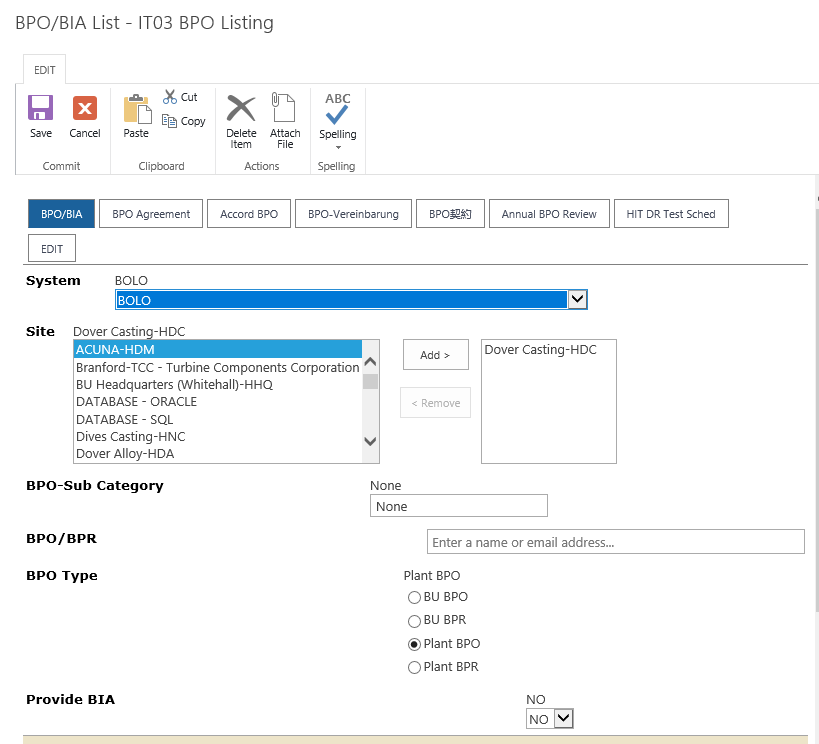 BPO/BIA List - IT03 BPO Listing
EDIT
Save
Cancel
Paste
Cut
Copy
Delete Item
Attach File
ABC
Spelling
Commit
Clipboard
Actions
Spelling
BPO/BIA
BPO Agreement
Accord BPO
BPO-Vereinbarung
BPO契約
Annual BPO Review
HIT DR Test Sched
EDIT
System
BOLO
BOLO
Site
Dover Casting-HDC
ACUNA-HDM
Branford-TCC - Turbine Components Corporation
BU Headquarters (Whitehall)-HHQ
DATABASE - ORACLE
DATABASE - SQL
Dives Casting-HNC
Dover Alloy-HDA
Add >
< Remove
Dover Casting-HDC
BPO-Sub Category
None
None
BPO/BPR
Enter a name or email address...
BPO Type
Plant BPO
BU BPO
BU BPR
Plant BPO
Plant BPR
Provide BIA
NO
NO